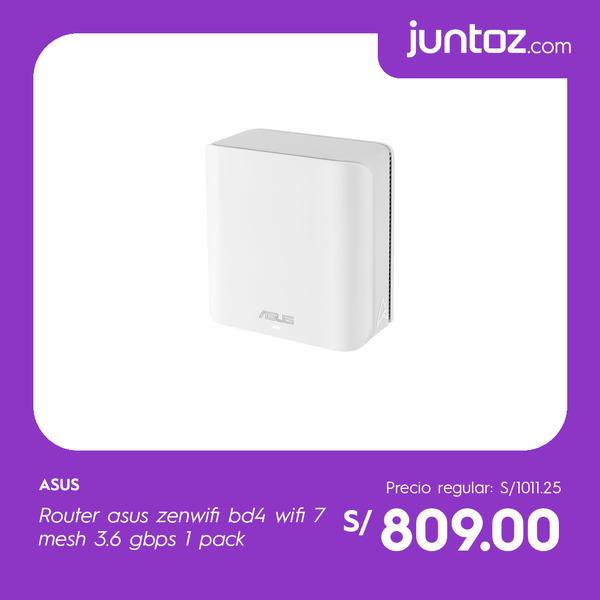 juntoz.com
ASUS
ASUS
Router asus zenwifi bd4 wifi 7
mesh 3.6 gbps 1 pack
Precio regular: S/1011.25
S/ 809.00